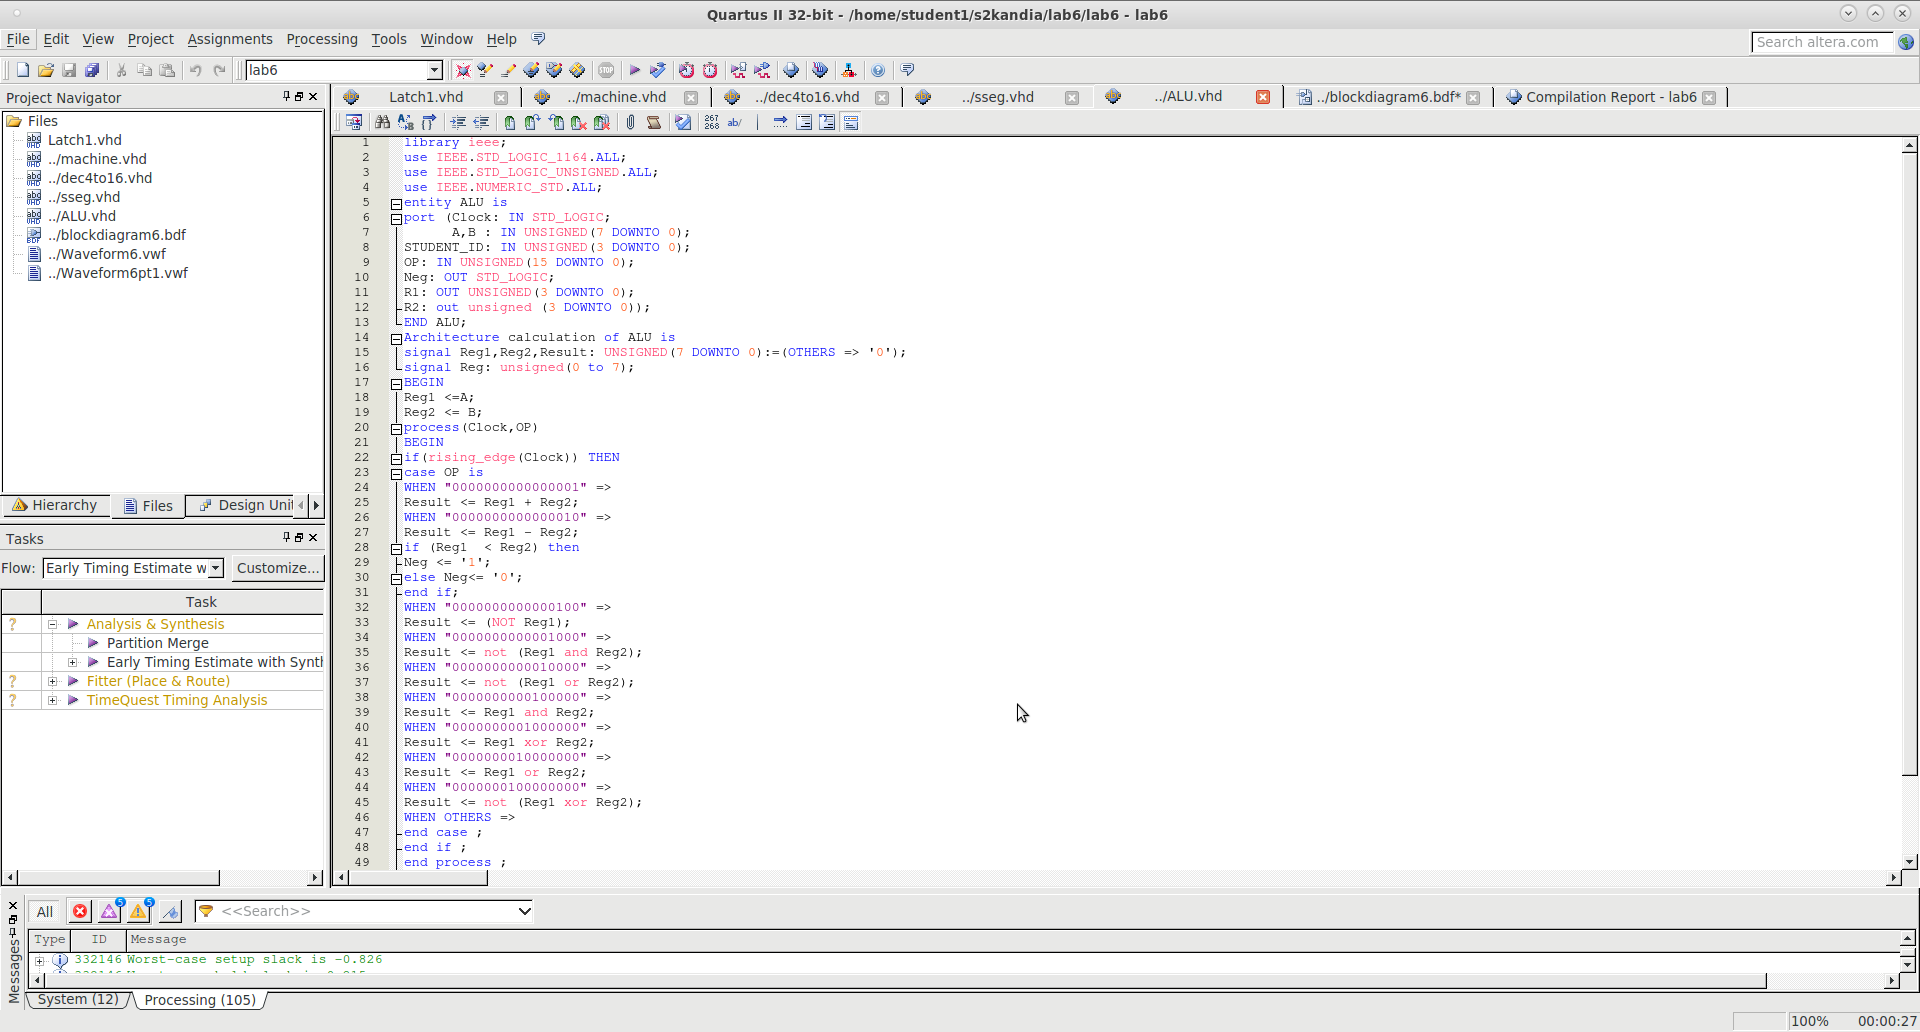 Quartus II 32-bit - /home/student1/s2kandia/lab6/lab6 - lab6
File Edit View Project Assignments Processing Tools Window Help
Search altera.com
lab6
STOP
Project Navigator
Files
Latch1.vhd
../machine.vhd
../dec4to16.vhd
../sseg.vhd
../ALU.vhd
../blockdiagram6.bdf
../Waveform6.vwf
../Waveform6pt1.vwf
Hierarchy Files Design Unit
Tasks
Flow: Early Timing Estimate w Customize...
Task
? Analysis & Synthesis
Partition Merge
Early Timing Estimate with Synth
? Fitter (Place & Route)
? TimeQuest Timing Analysis
Latch1.vhd ../machine.vhd ../dec4to16.vhd ../sseg.vhd ../ALU.vhd ../blockdiagram6.bdf* Compilation Report - lab6
267
268 ab/
1 library ieee;
2 use IEEE.STD_LOGIC_1164.ALL;
3 use IEEE.STD_LOGIC_UNSIGNED.ALL;
4 use IEEE.NUMERIC_STD.ALL;
5 entity ALU is
6 port (Clock: IN STD_LOGIC;
7 A,B : IN UNSIGNED(7 DOWNTO 0);
8 STUDENT_ID: IN UNSIGNED(3 DOWNTO 0);
9 OP: IN UNSIGNED(15 DOWNTO 0);
10 Neg: OUT STD_LOGIC;
11 R1: OUT UNSIGNED(3 DOWNTO 0);
12 R2: out unsigned (3 DOWNTO 0));
13 END ALU;
14 Architecture calculation of ALU is
15 signal Reg1,Reg2,Result: UNSIGNED(7 DOWNTO 0):=(OTHERS => '0');
16 signal Reg: unsigned(0 to 7);
17 BEGIN
18 Reg1 <=A;
19 Reg2 <= B;
20 process(Clock,OP)
21 BEGIN
22 if(rising_edge(Clock)) THEN
23 case OP is
24 WHEN "0000000000000001" =>
25 Result <= Reg1 + Reg2;
26 WHEN "0000000000000010" =>
27 Result <= Reg1 - Reg2;
28 if (Reg1  < Reg2) then
29 Neg <= '1';
30 else Neg<= '0';
31 end if;
32 WHEN "0000000000000100" =>
33 Result <= (NOT Reg1);
34 WHEN "0000000000001000" =>
35 Result <= not (Reg1 and Reg2);
36 WHEN "0000000000010000" =>
37 Result <= not (Reg1 or Reg2);
38 WHEN "0000000000100000" =>
39 Result <= Reg1 and Reg2;
40 WHEN "0000000001000000" =>
41 Result <= Reg1 xor Reg2;
42 WHEN "0000000010000000" =>
43 Result <= Reg1 or Reg2;
44 WHEN "0000000100000000" =>
45 Result <= not (Reg1 xor Reg2);
46 WHEN OTHERS =>
47 end case ;
48 end if ;
49 end process ;
Messages
All 5 5 <<Search>>
Type ID Message
332146 Worst-case setup slack is -0.826
System (12) Processing (105)
100% 00:00:27